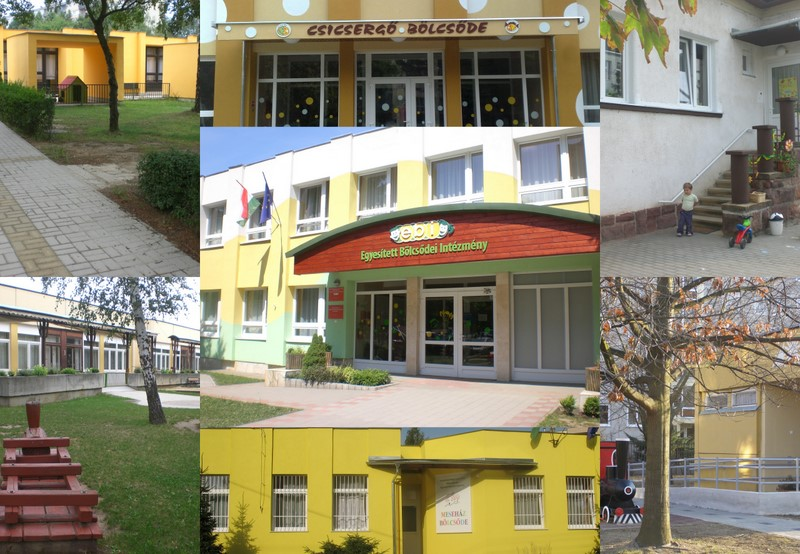 CSICSERGŐ BÖLCSŐDE
ebi
Egyesített Bölcsődei Intézmény
MESEHÁZ
BÖLCSŐDE